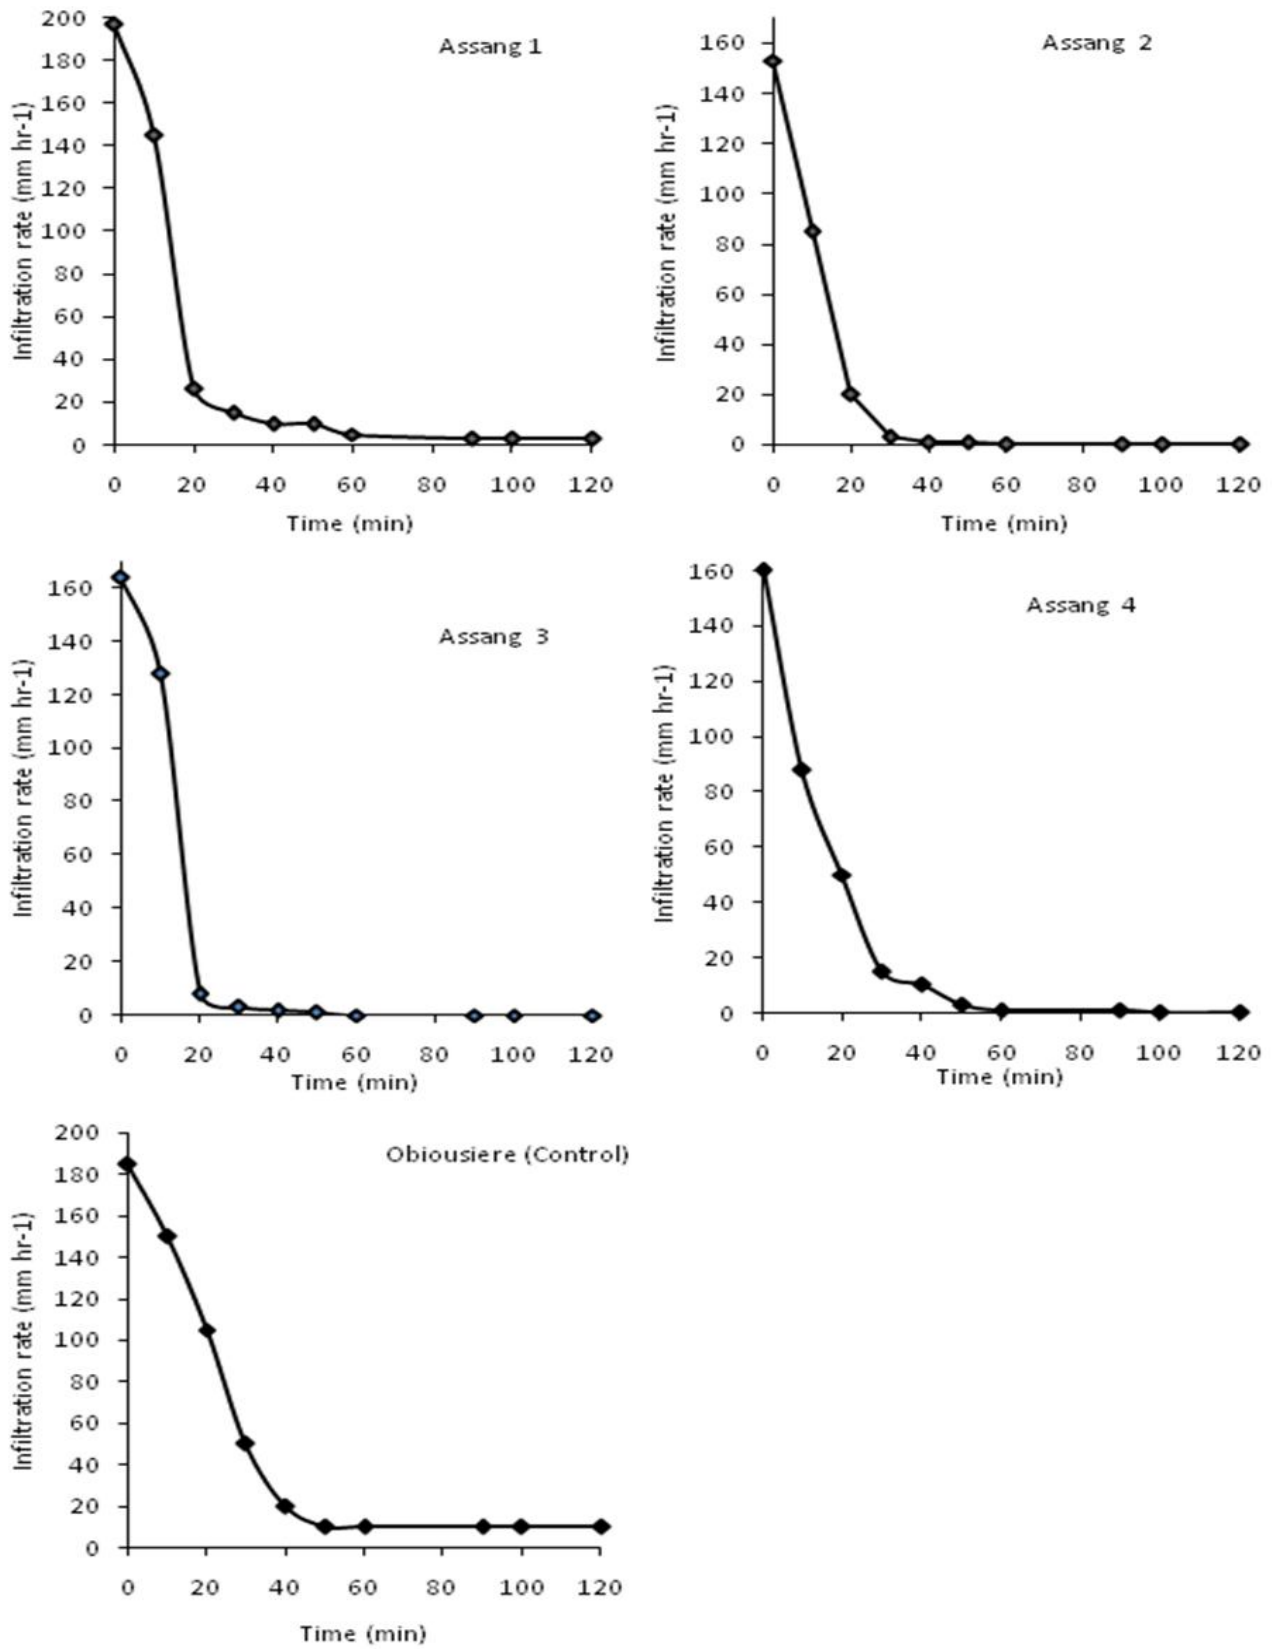 Assang 1
Infiltration rate (mm hr-1)
200
180
160
140
120
100
80
60
40
20
0
0 20 40 60 80 100 120
Time (min)
Assang 2
Infiltration rate (mm hr-1)
160
140
120
100
80
60
40
20
0
0 20 40 60 80 100 120
Time (min)
Assang 3
Infiltration rate (mm hr-1)
160
140
120
100
80
60
40
20
0
0 20 40 60 80 100 120
Time (min)
Assang 4
Infiltration rate (mm hr-1)
160
140
120
100
80
60
40
20
0
0 20 40 60 80 100 120
Time (min)
Obiousiere (Control)
Infiltration rate (mm hr-1)
200
180
160
140
120
100
80
60
40
20
0
0 20 40 60 80 100 120
Time (min)